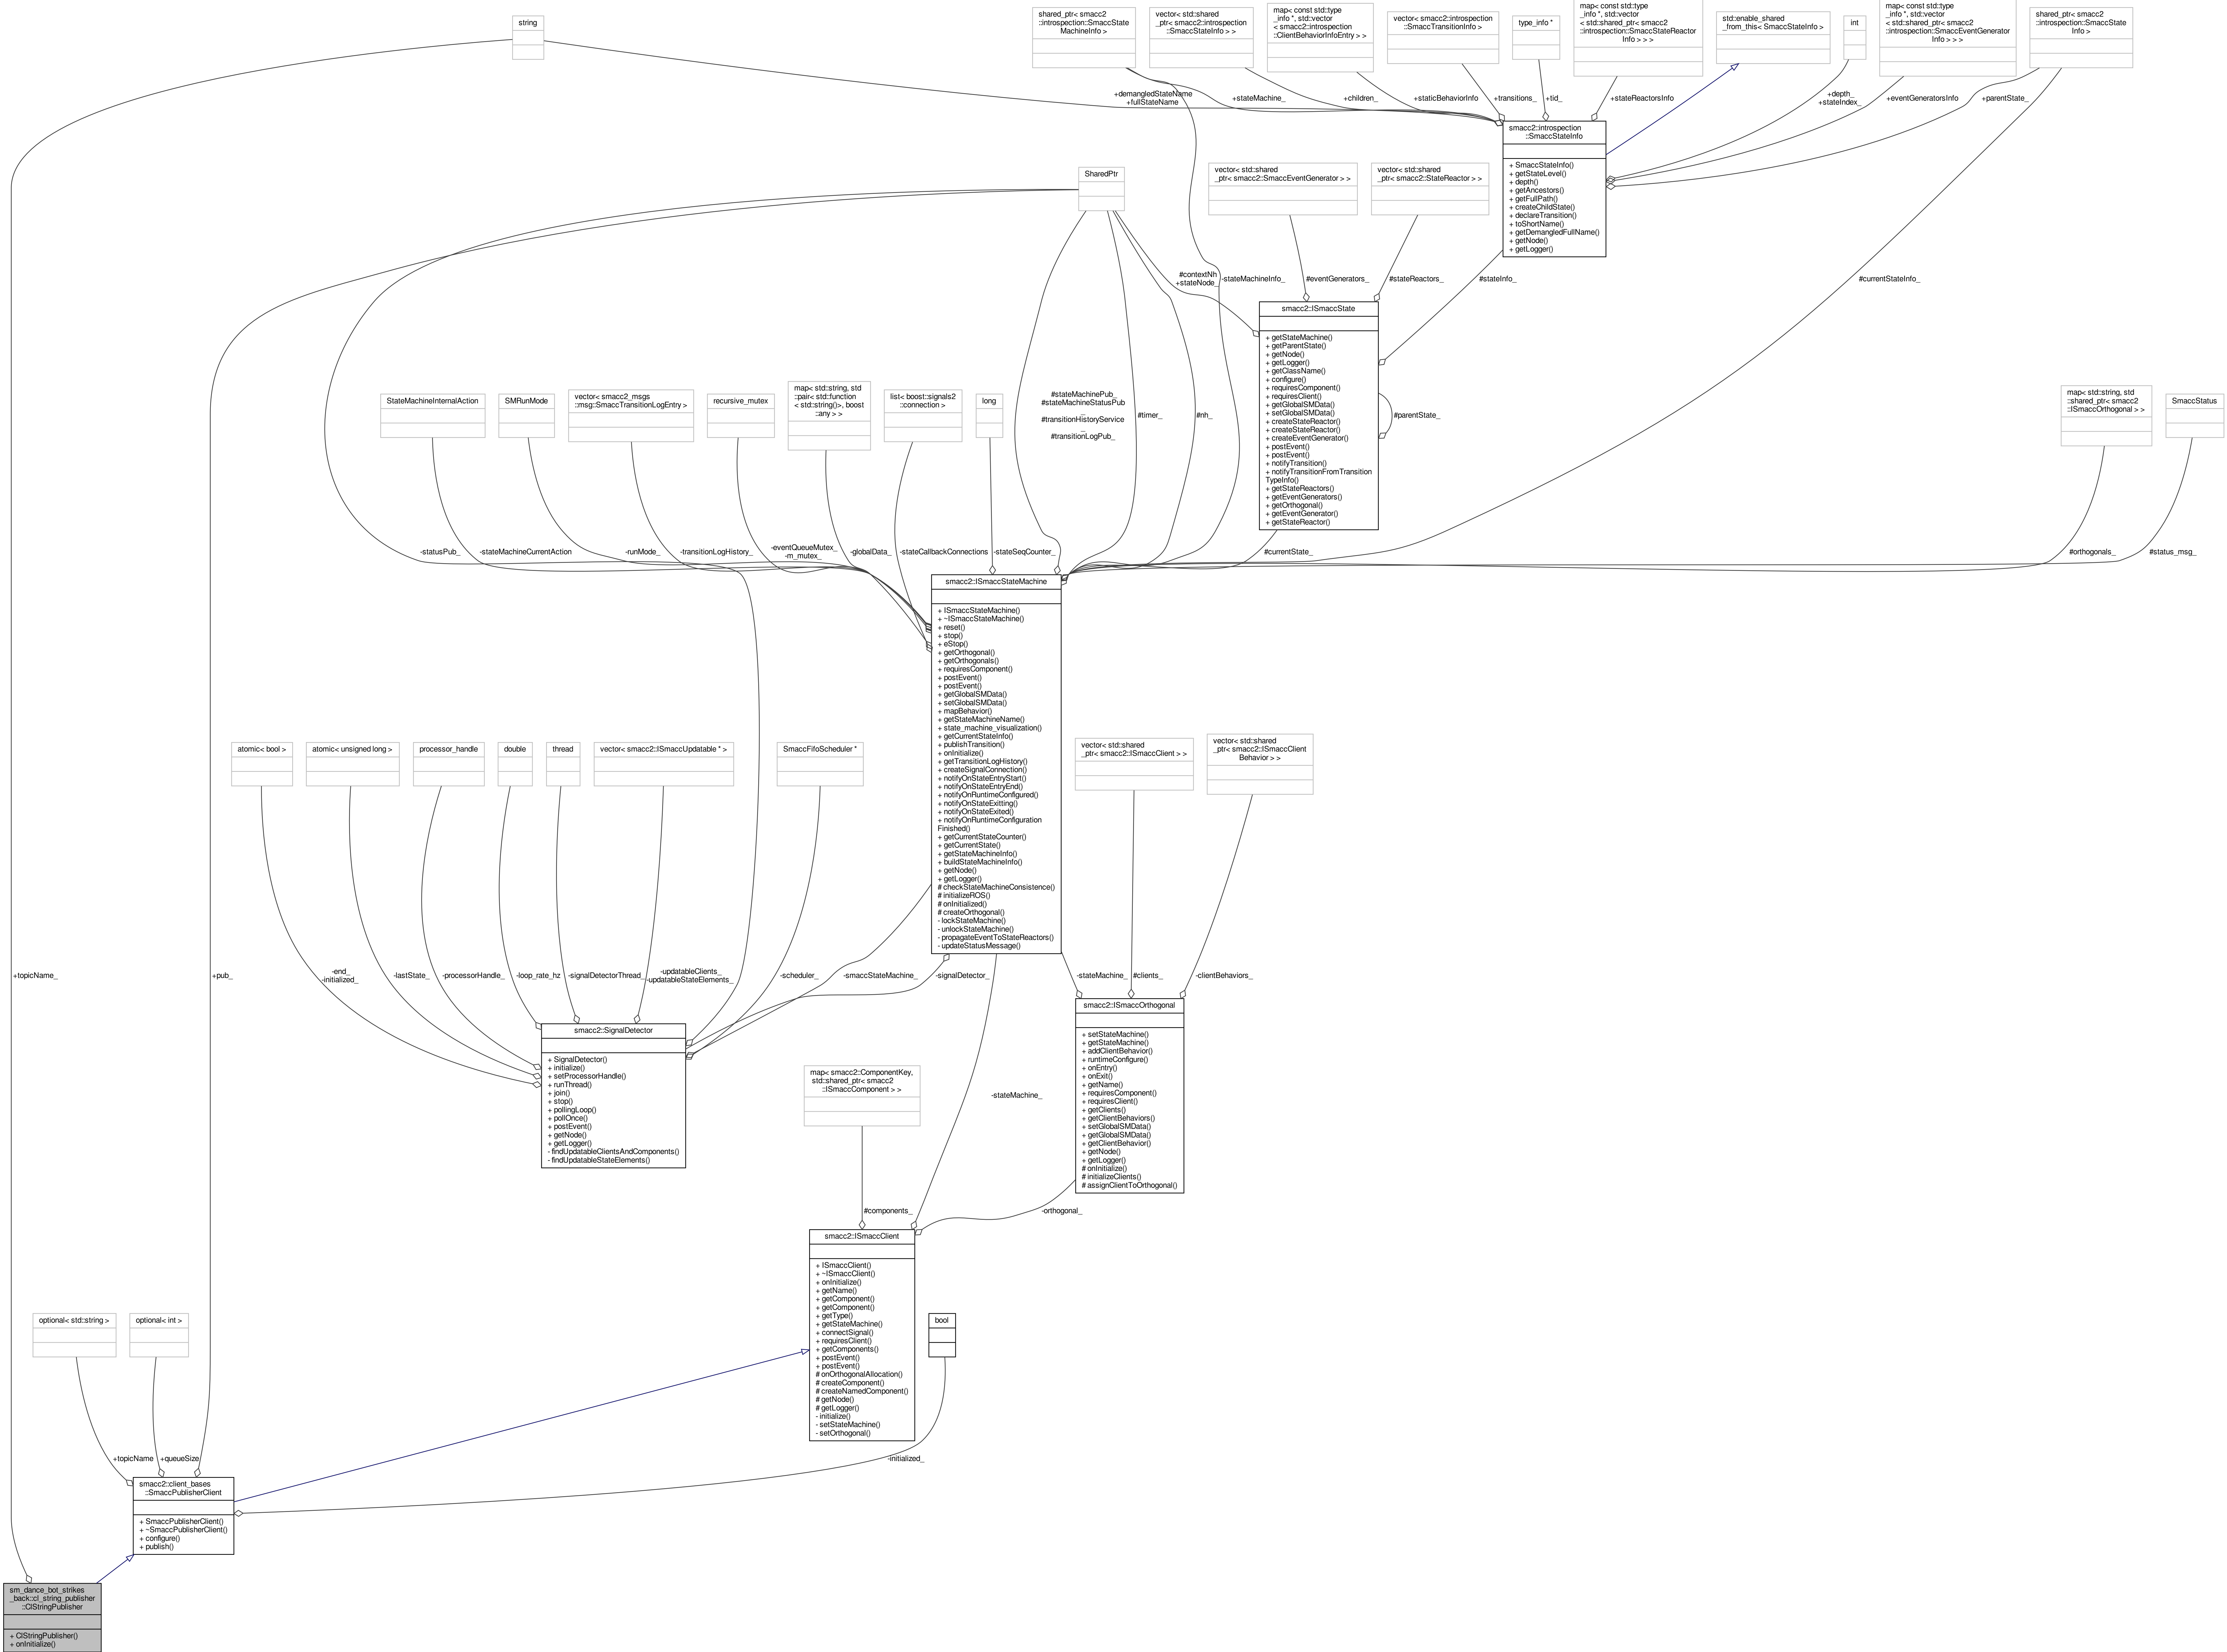 string
shared_ptr< smacc2
::introspection::SmaccState
MachineInfo >
vector< std::shared
_ptr< smacc2::introspection
::SmaccStateInfo > >
map< const std::type
_info *, std::vector
< smacc2::introspection
::ClientBehaviorInfoEntry > >
vector< smacc2::introspection
::SmaccTransitionInfo >
type_info *
map< const std::type
_info *, std::vector
< std::shared_ptr< smacc2
::introspection::SmaccStateReactor
Info > > >
std::enable_shared
_from_this< SmaccStateInfo >
int
map< const std::type
_info *, std::vector
< std::shared_ptr< smacc2
::introspection::SmaccEventGenerator
Info > > >
shared_ptr< smacc2
::introspection::SmaccState
Info >
+demangledStateName
+fullStateName
+stateMachine_
+children_
+staticBehaviorInfo
+transitions_
+tid_
+stateReactorsInfo
+depth_
+stateIndex_
+eventGeneratorsInfo
+parentState_
smacc2::introspection
::SmaccStateInfo
+ SmaccStateInfo()
+ getStateLevel()
+ depth()
+ getAncestors()
+ getFullPath()
+ createChildState()
+ declareTransition()
+ toShortName()
+ getDemangledFullName()
+ getNode()
+ getLogger()
SharedPtr
vector< std::shared
_ptr< smacc2::SmaccEventGenerator > >
vector< std::shared
_ptr< smacc2::StateReactor > >
#contextNh
+stateNode_
-stateMachineInfo_
#eventGenerators_
#stateReactors_
#stateInfo_
#currentStateInfo_
smacc2::ISmaccState
+ getStateMachine()
+ getParentState()
+ getNode()
+ getLogger()
+ getClassName()
+ configure()
+ requiresComponent()
+ requiresClient()
+ getGlobalSMData()
+ setGlobalSMData()
+ createStateReactor()
+ createStateReactor()
+ createEventGenerator()
+ postEvent()
+ postEvent()
+ notifyTransition()
+ notifyTransitionFromTransition
TypeInfo()
+ getStateReactors()
+ getEventGenerators()
+ getOrthogonal()
+ getEventGenerator()
+ getStateReactor()
#parentState_
StateMachineInternalAction
SMRunMode
vector< smacc2_msgs
::msg::SmaccTransitionLogEntry >
recursive_mutex
map< std::string, std
::pair< std::function
< std::string()>, boost
::any > >
list< boost::signals2
::connection >
long
#stateMachinePub_
#stateMachineStatusPub
_
#transitionHistoryService
_
#transitionLogPub_
#timer_
#nh_
map< std::string, std
::shared_ptr< smacc2
::ISmaccOrthogonal > >
SmaccStatus
-statusPub_
-stateMachineCurrentAction
-runMode_
-transitionLogHistory_
-eventQueueMutex_
-m_mutex_
-globalData_
-stateCallbackConnections
-stateSeqCounter_
#currentState_
#orthogonals_
#status_msg_
smacc2::ISmaccStateMachine
+ ISmaccStateMachine()
+ ~ISmaccStateMachine()
+ reset()
+ stop()
+ eStop()
+ getOrthogonal()
+ getOrthogonals()
+ requiresComponent()
+ postEvent()
+ postEvent()
+ getGlobalSMData()
+ setGlobalSMData()
+ mapBehavior()
+ getStateMachineName()
+ state_machine_visualization()
+ getCurrentStateInfo()
+ publishTransition()
+ onInitialize()
+ getTransitionLogHistory()
+ createSignalConnection()
+ notifyOnStateEntryStart()
+ notifyOnStateEntryEnd()
+ notifyOnRuntimeConfigured()
+ notifyOnStateExitting()
+ notifyOnStateExited()
+ notifyOnRuntimeConfiguration
Finished()
+ getCurrentStateCounter()
+ getCurrentState()
+ getStateMachineInfo()
+ buildStateMachineInfo()
+ getNode()
+ getLogger()
# checkStateMachineConsistence()
# initializeROS()
# onInitialized()
# createOrthogonal()
- lockStateMachine()
- unlockStateMachine()
- propagateEventToStateReactors()
- updateStatusMessage()
atomic< bool >
atomic< unsigned long >
processor_handle
double
thread
vector< smacc2::ISmaccUpdatable * >
SmaccFifoScheduler *
vector< std::shared
_ptr< smacc2::ISmaccClient > >
vector< std::shared
_ptr< smacc2::ISmaccClient
Behavior > >
+topicName_
+pub_
-end_
-initialized_
-lastState_
-processorHandle_
-loop_rate_hz
-signalDetectorThread_
-updatableClients_
-updatableStateElements_
-scheduler_
-smaccStateMachine_
-signalDetector_
-stateMachine_
#clients_
-clientBehaviors_
smacc2::SignalDetector
+ SignalDetector()
+ initialize()
+ setProcessorHandle()
+ runThread()
+ join()
+ stop()
+ pollingLoop()
+ pollOnce()
+ postEvent()
+ getNode()
+ getLogger()
- findUpdatableClientsAndComponents()
- findUpdatableStateElements()
smacc2::ISmaccOrthogonal
+ setStateMachine()
+ getStateMachine()
+ addClientBehavior()
+ runtimeConfigure()
+ onEntry()
+ onExit()
+ getName()
+ requiresComponent()
+ requiresClient()
+ getClients()
+ getClientBehaviors()
+ setGlobalSMData()
+ getGlobalSMData()
+ getClientBehavior()
+ getNode()
+ getLogger()
# onInitialize()
# initializeClients()
# assignClientToOrthogonal()
map< smacc2::ComponentKey,
std::shared_ptr< smacc2
::ISmaccComponent > >
-stateMachine_
#components_
-orthogonal_
smacc2::ISmaccClient
+ ISmaccClient()
+ ~ISmaccClient()
+ onInitialize()
+ getName()
+ getComponent()
+ getComponent()
+ getType()
+ getStateMachine()
+ connectSignal()
+ requiresClient()
+ getComponents()
+ postEvent()
+ postEvent()
# onOrthogonalAllocation()
# createComponent()
# createNamedComponent()
# getNode()
# getLogger()
- initialize()
- setStateMachine()
- setOrthogonal()
optional< std::string >
optional< int >
bool
+topicName
+queueSize
-initialized_
smacc2::client_bases
::SmaccPublisherClient
+ SmaccPublisherClient()
+ ~SmaccPublisherClient()
+ configure()
+ publish()
sm_dance_bot_strikes
_back::cl_string_publisher
::ClStringPublisher
+ ClStringPublisher()
+ onInitialize()